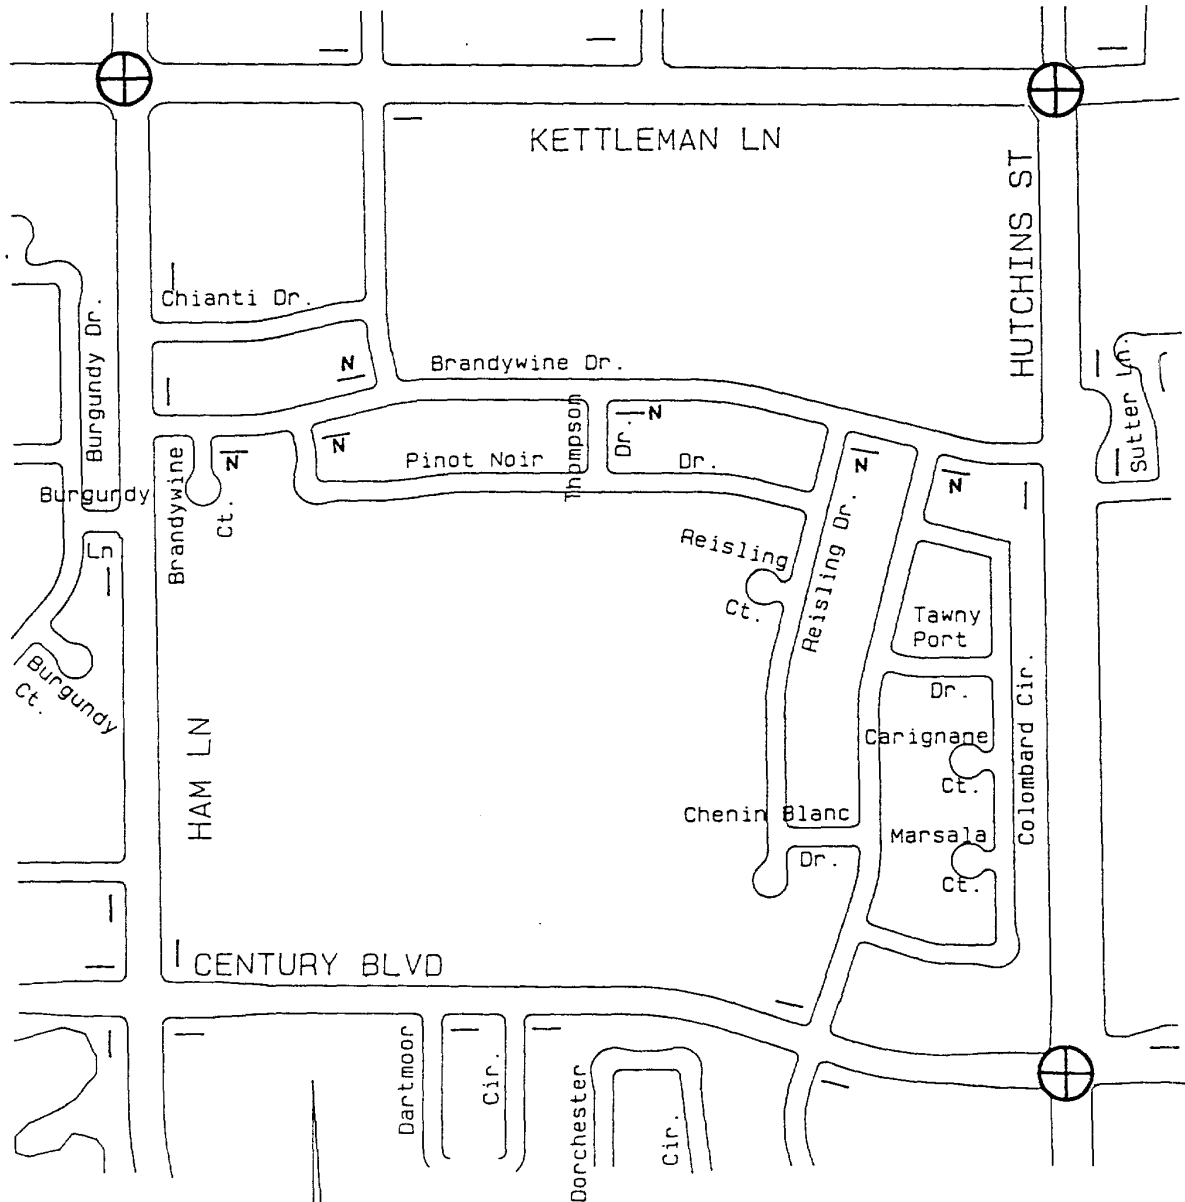 KETTLEMAN LN
HUTCHINS ST
Chianti Dr.
Burgundy Dr.
N
Brandywine Dr.
Sutter Ln.
Thompson
Dr.
N
N
N
N
N
Pinot Noir
Dr.
Brandywine
Ct.
Burgundy
Ln
Reisling
Ct.
Reisling Dr.
Tawny
Port
Dr.
Burgundy
Ct.
Colombard Cir.
HAM LN
Carignane
Ct.
Chenin Blanc
Dr.
Marsala
Ct.
CENTURY BLVD
Dartmoor
Cir.
Dorchester
Cir.